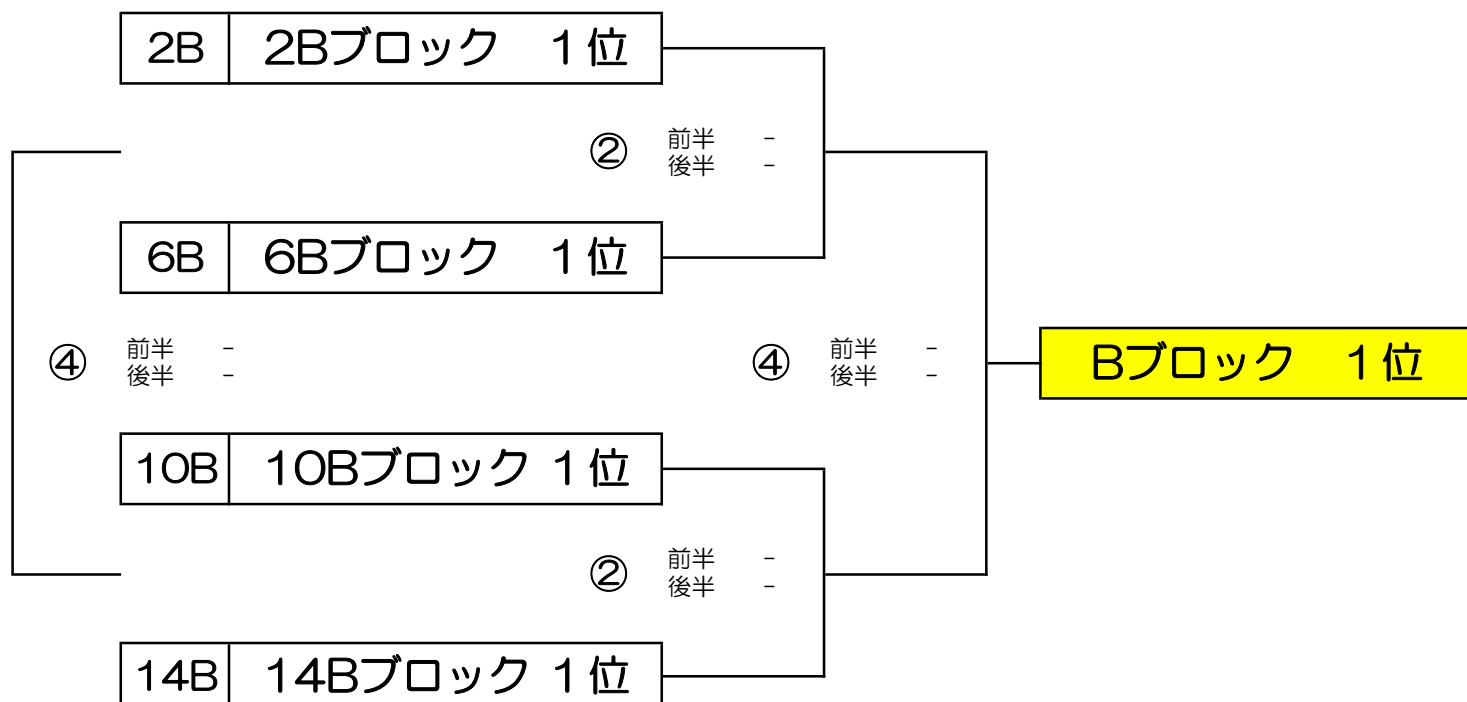 2B 2Bブロック　1位
② 前半 -
後半 -
6B 6Bブロック　1位
④ 前半 -
後半 -
④ 前半 -
後半 -
Bブロック　1位
10B 10Bブロック 1位
② 前半 -
後半 -
14B 14Bブロック 1位